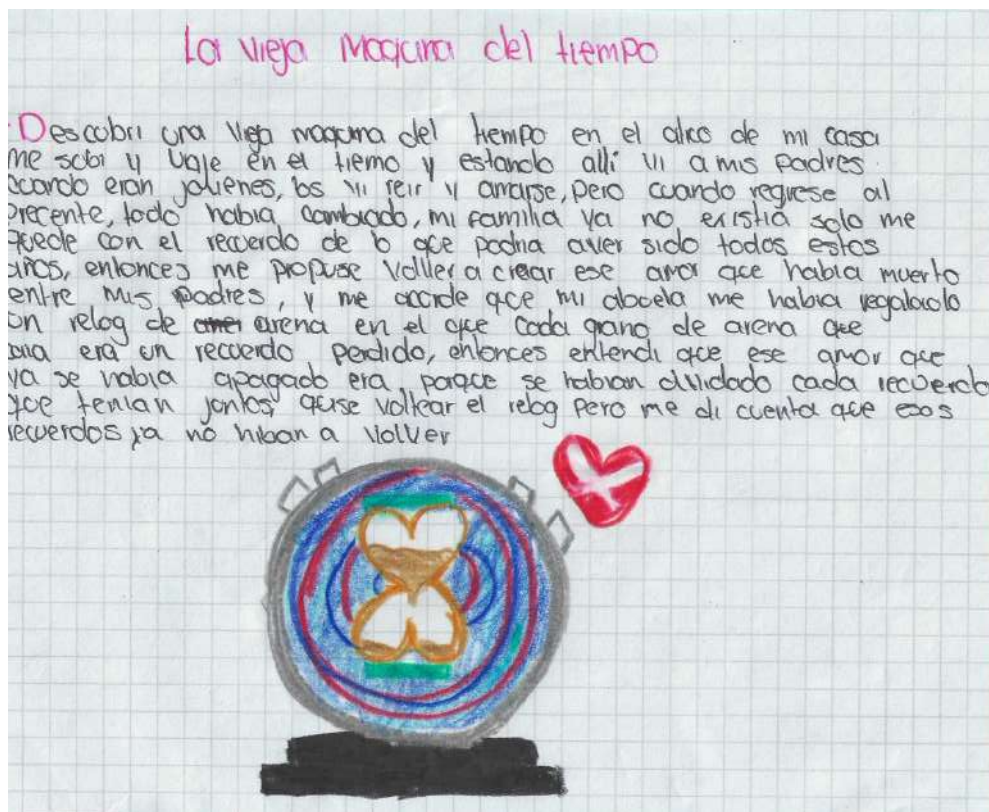 La vieja Maquina del tiempo
Descobri una vieja maquina del tiempo en el atico de mi casa
me sobi y viaje en el tiemo y estando allí vi a mis padres
cuando eran jovenes, los vi reir y amarse, pero cuando regrese al
precente, todo habia cambiado, mi familia ya no existia solo me
quede con el recuerdo de lo que podria aver sido todos estos
años, entonces me propuse volver a crear ese amor que habia muerto
entre mis padres, y me acorde que mi abuela me habia regalado
un relog de arena en el que cada grano de arena que
caia era un recuerdo perdido, entonces entendi que ese amor que
ya se habia apagado era, porque se habian olvidado cada recuerdo
que tenian juntos, quise voltear el relog pero me di cuenta que esos
recuerdos ya no hiban a volver